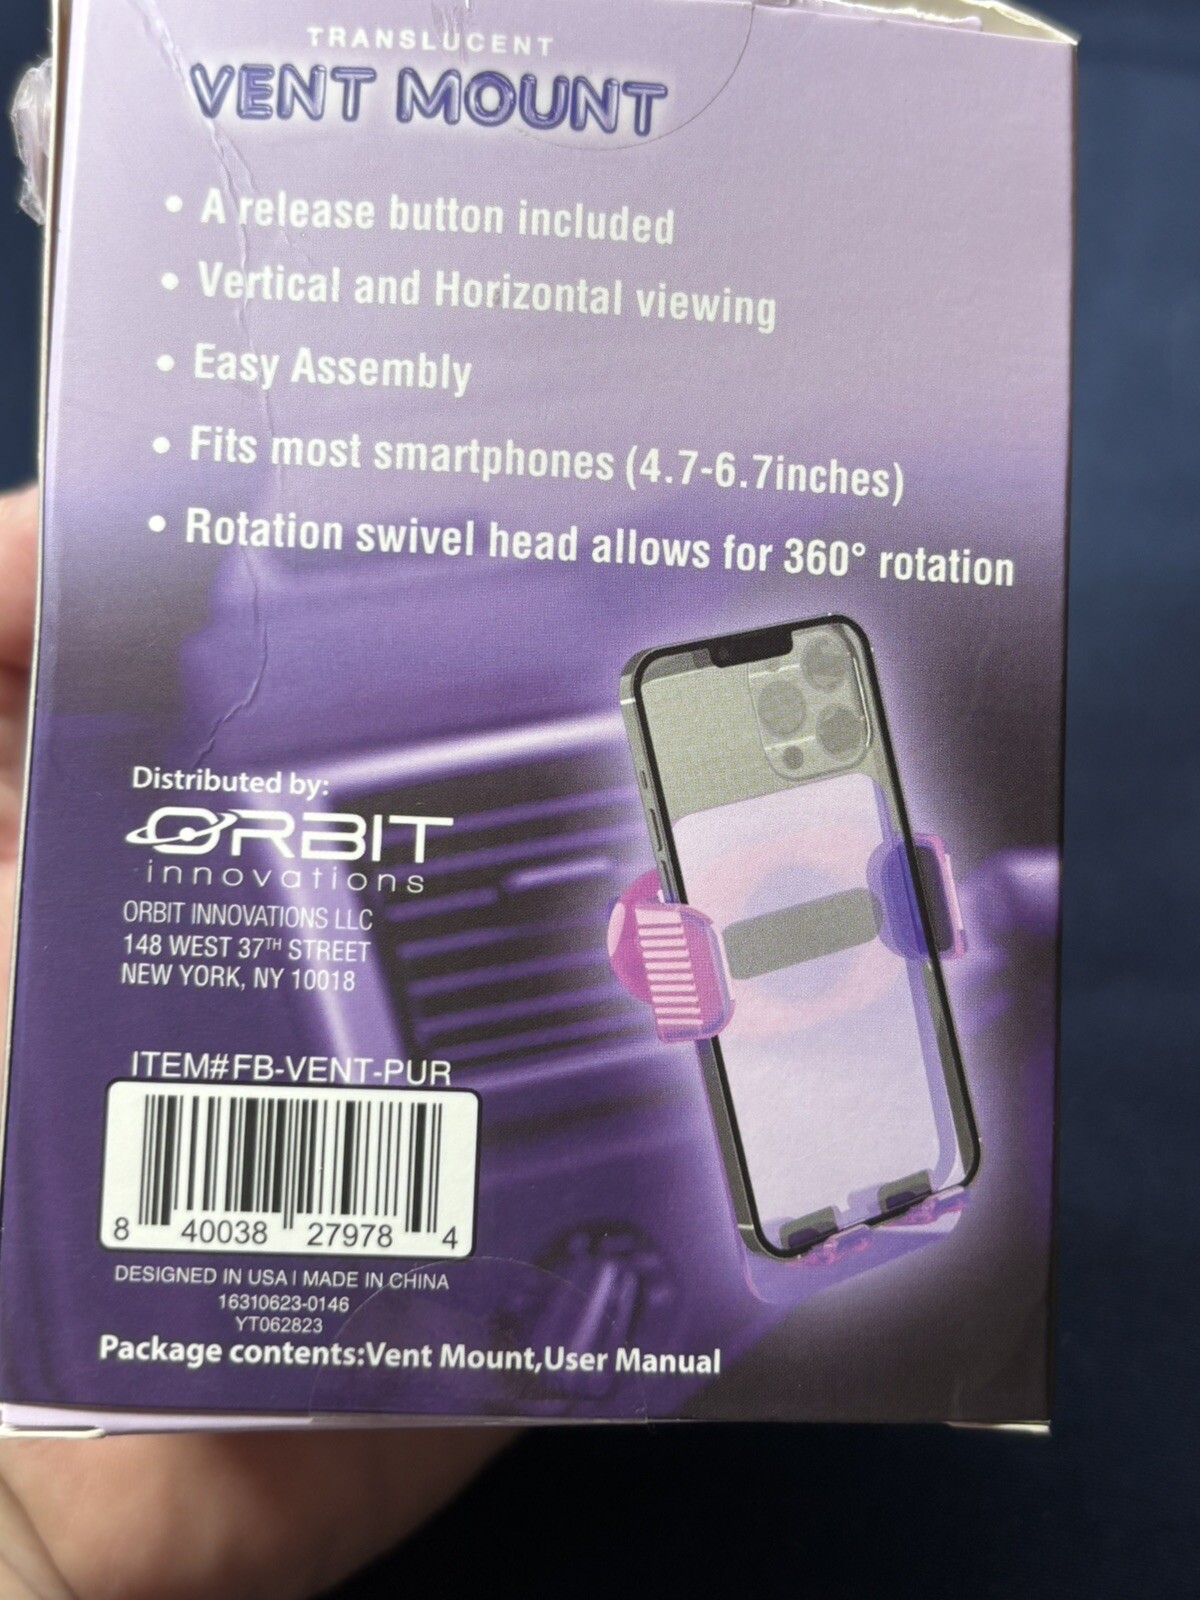 TRANSLUCENT
VENT MOUNT
• A release button included
• Vertical and Horizontal viewing
• Easy Assembly
• Fits most smartphones (4.7-6.7inches)
• Rotation swivel head allows for 360° rotation
Distributed by:
ORBIT
innovations
ORBIT INNOVATIONS LLC
148 WEST 37TH STREET
NEW YORK, NY 10018
ITEM#FB-VENT-PUR
8 40038 27978 4
DESIGNED IN USA | MADE IN CHINA
16310623-0146
YT062823
Package contents:Vent Mount,User Manual